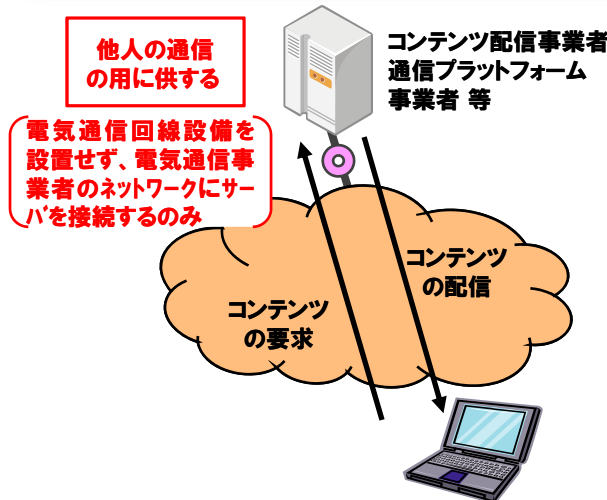 他人の通信
の用に供する
コンテンツ配信事業者
通信プラットフォーム
事業者 等
電気通信回線設備を
設置せず、電気通信事
業者のネットワークにサー
バを接続するのみ
コンテンツ
の配信
コンテンツ
の要求